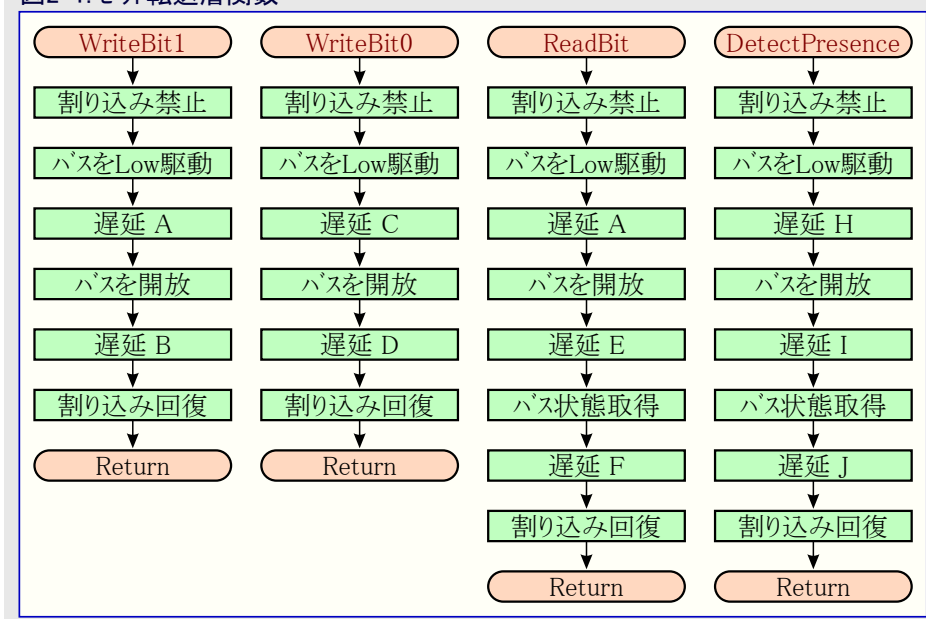 WriteBit1
割り込み禁止
バスをLow駆動
遅延 A
バスを開放
遅延 B
割り込み回復
Return
WriteBit0
割り込み禁止
バスをLow駆動
遅延 C
バスを開放
遅延 D
割り込み回復
Return
ReadBit
割り込み禁止
バスをLow駆動
遅延 A
バスを開放
遅延 E
バス状態取得
遅延 F
割り込み回復
Return
DetectPresence
割り込み禁止
バスをLow駆動
遅延 H
バスを開放
遅延 I
バス状態取得
遅延 J
割り込み回復
Return